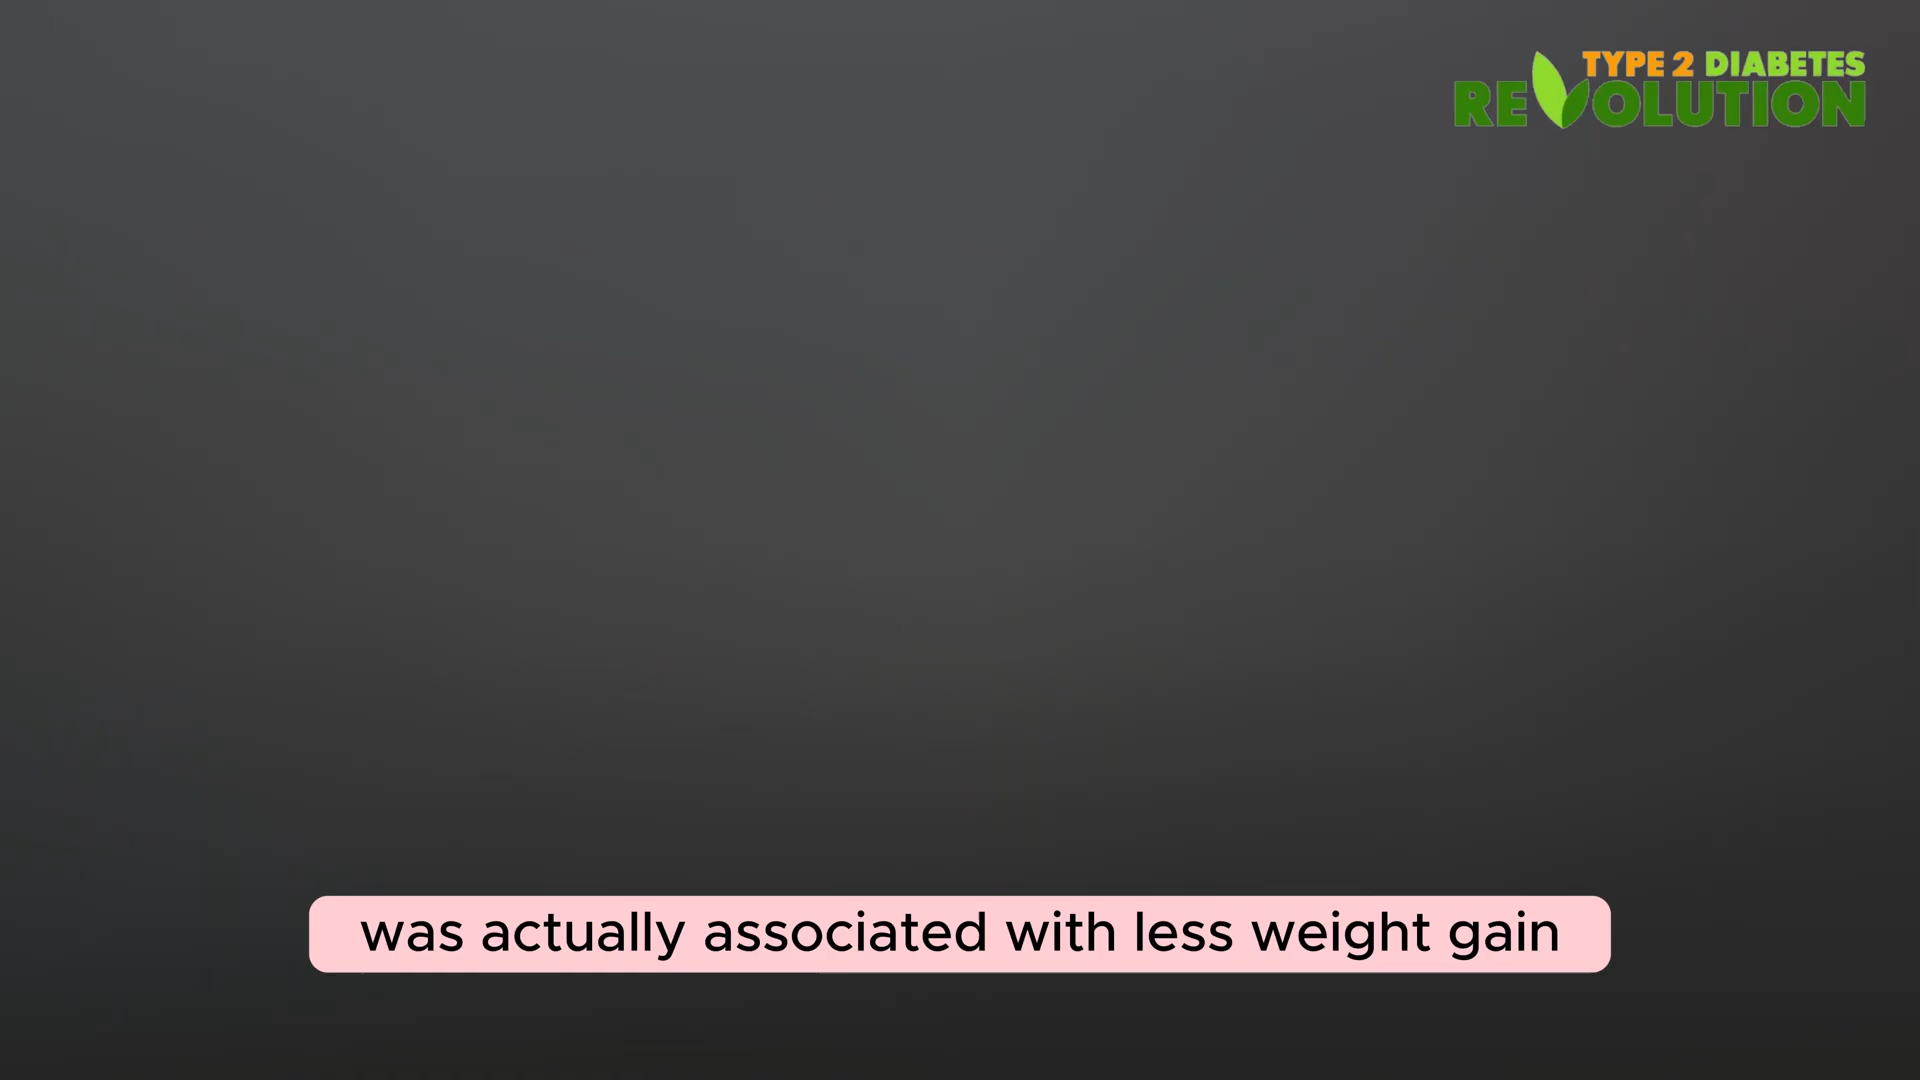 TYPE 2 DIABETES
REVOLUTION
was actually associated with less weight gain